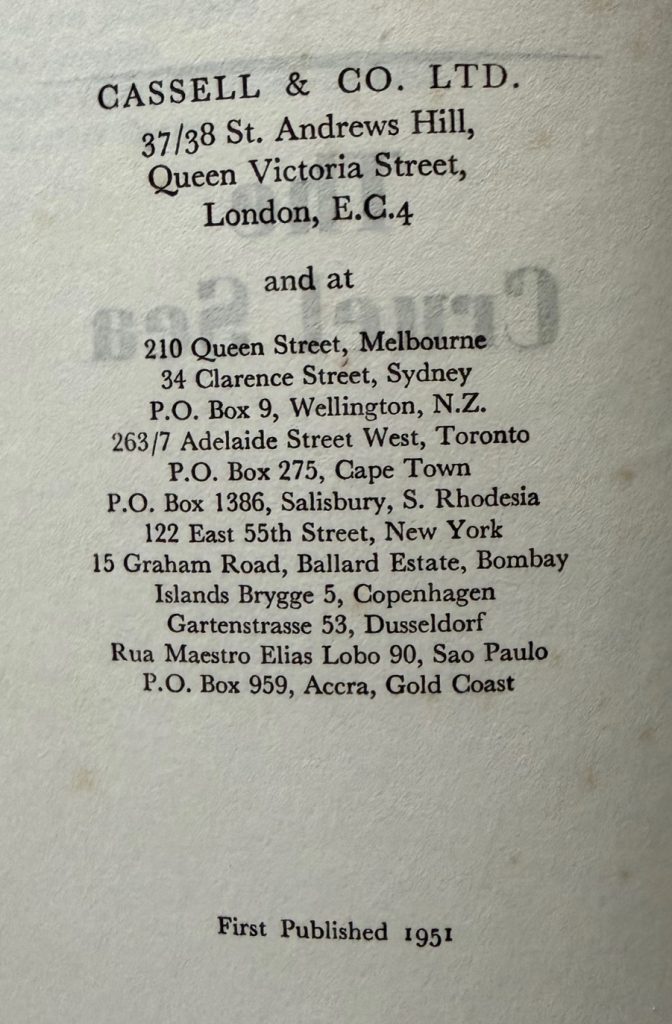 CASSELL & CO. LTD.
37/38 St. Andrews Hill,
Queen Victoria Street,
London, E.C.4
and at
210 Queen Street, Melbourne
34 Clarence Street, Sydney
P.O. Box 9, Wellington, N.Z.
263/7 Adelaide Street West, Toronto
P.O. Box 275, Cape Town
P.O. Box 1386, Salisbury, S. Rhodesia
122 East 55th Street, New York
15 Graham Road, Ballard Estate, Bombay
Islands Brygge 5, Copenhagen
Gartenstrasse 53, Dusseldorf
Rua Maestro Elias Lobo 90, Sao Paulo
P.O. Box 959, Accra, Gold Coast
First Published 1951